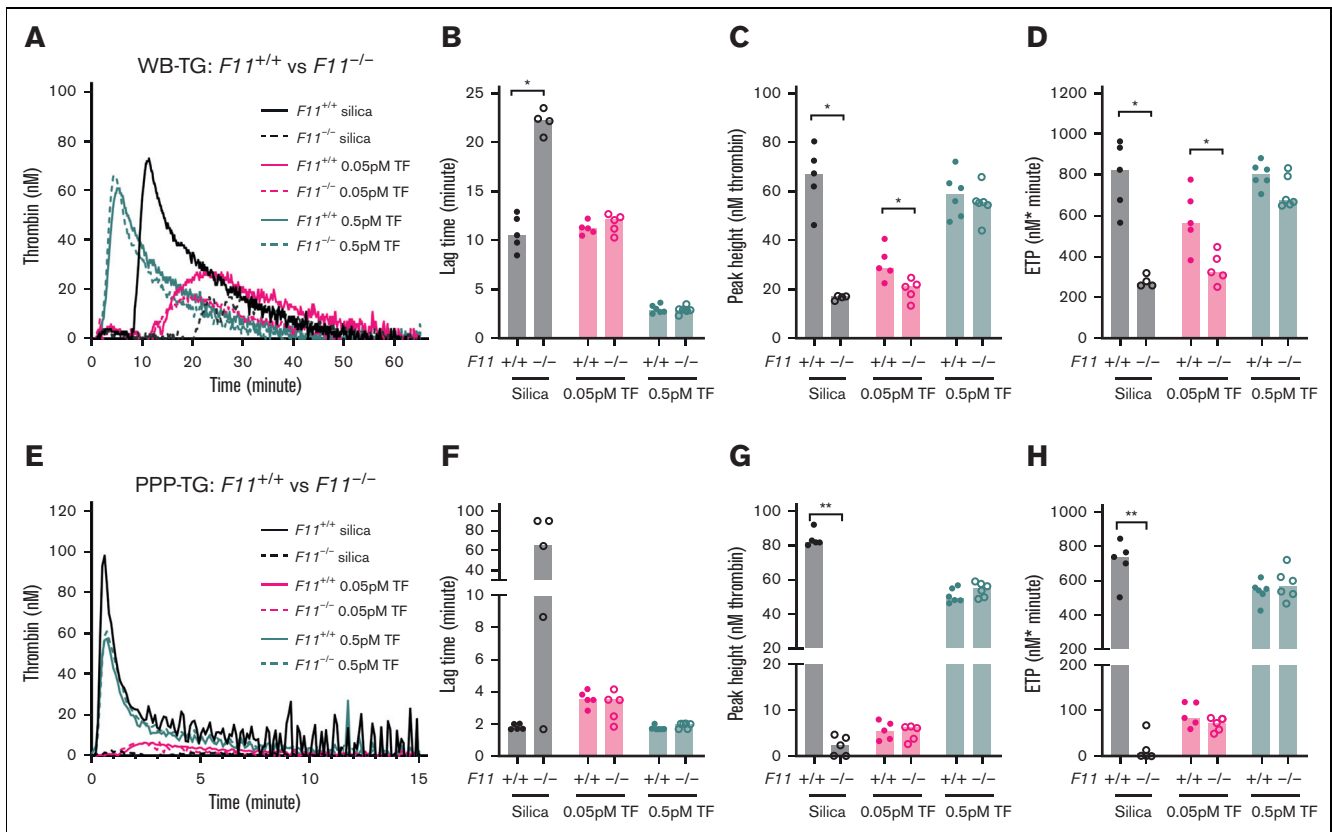 A
WB-TG: F11+/+ vs F11−/−
Thrombin (nM)
100
80
60
40
20
0
F11+/+ silica
F11−/− silica
F11+/+ 0.05pM TF
F11−/− 0.05pM TF
F11+/+ 0.5pM TF
F11−/− 0.5pM TF
0 10 20 30 40 50 60
Time (minute)
B
Lag time (minute)
25
20
15
10
5
0
*
F11 +/+ −/− +/+ −/− +/+ −/−
Silica 0.05pM TF 0.5pM TF
C
Peak height (nM thrombin)
100
80
60
40
20
0
*
*
F11 +/+ −/− +/+ −/− +/+ −/−
Silica 0.05pM TF 0.5pM TF
D
ETP (nM* minute)
1200
1000
800
600
400
200
0
*
*
F11 +/+ −/− +/+ −/− +/+ −/−
Silica 0.05pM TF 0.5pM TF
E
PPP-TG: F11+/+ vs F11−/−
Thrombin (nM)
120
100
80
60
40
20
0
F11+/+ silica
F11−/− silica
F11+/+ 0.05pM TF
F11−/− 0.05pM TF
F11+/+ 0.5pM TF
F11−/− 0.5pM TF
0 5 10 15
Time (minute)
F
Lag time (minute)
100
90
80
70
60
50
40
30
10
8
6
4
2
0
F11 +/+ −/− +/+ −/− +/+ −/−
Silica 0.05pM TF 0.5pM TF
G
Peak height (nM thrombin)
100
80
60
40
20
20
10
0
**
F11 +/+ −/− +/+ −/− +/+ −/−
Silica 0.05pM TF 0.5pM TF
H
ETP (nM* minute)
1000
800
600
400
200
200
100
0
**
F11 +/+ −/− +/+ −/− +/+ −/−
Silica 0.05pM TF 0.5pM TF